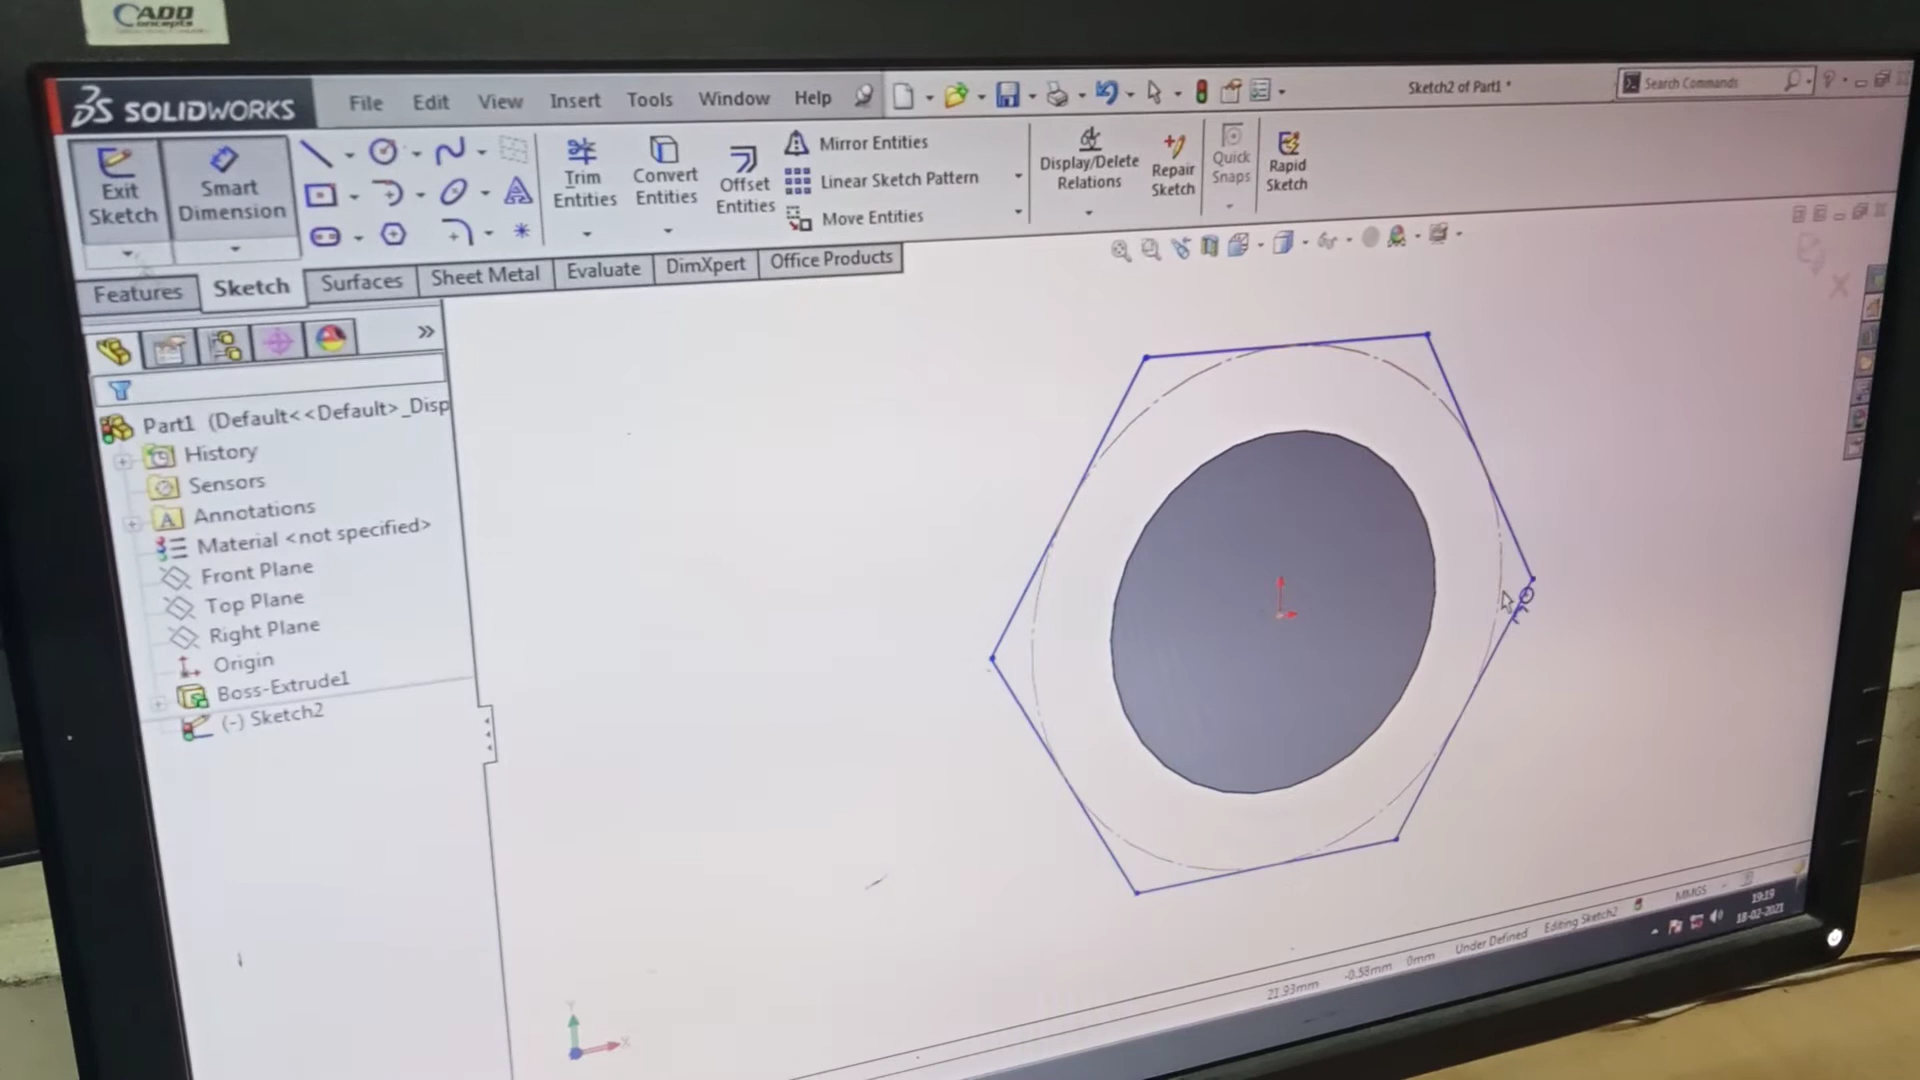 CADD
Concepts
SOLIDWORKS
File Edit View Insert Tools Window Help
Sketch2 of Part1 *
Search Commands
Exit Sketch
Smart Dimension
Trim Entities
Convert Entities
Offset Entities
Mirror Entities
Linear Sketch Pattern
Move Entities
Display/Delete Relations
Repair Sketch
Quick Snaps
Rapid Sketch
Features Sketch Surfaces Sheet Metal Evaluate DimXpert Office Products
Part1 (Default<<Default>_Disp
History
Sensors
Annotations
Material <not specified>
Front Plane
Top Plane
Right Plane
Origin
Boss-Extrude1
(-) Sketch2
Y
X
21.93mm -0.58mm 0mm Under Defined Editing Sketch2 MMGS
19:19
18-02-2021